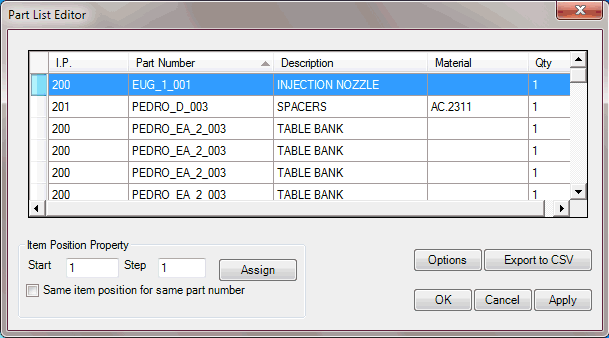 Part List Editor
I.P. Part Number Description Material Qty
200 EUG_1_001 INJECTION NOZZLE 1
201 PEDRO_D_003 SPACERS AC.2311 1
200 PEDRO_EA_2_003 TABLE BANK 1
200 PEDRO_EA_2_003 TABLE BANK 1
200 PEDRO_EA_2_003 TABLE BANK 1
200 PEDRO_EA_2_003 TABLE BANK 1
Item Position Property
Start 1 Step 1 Assign
Same item position for same part number
Options Export to CSV
OK Cancel Apply